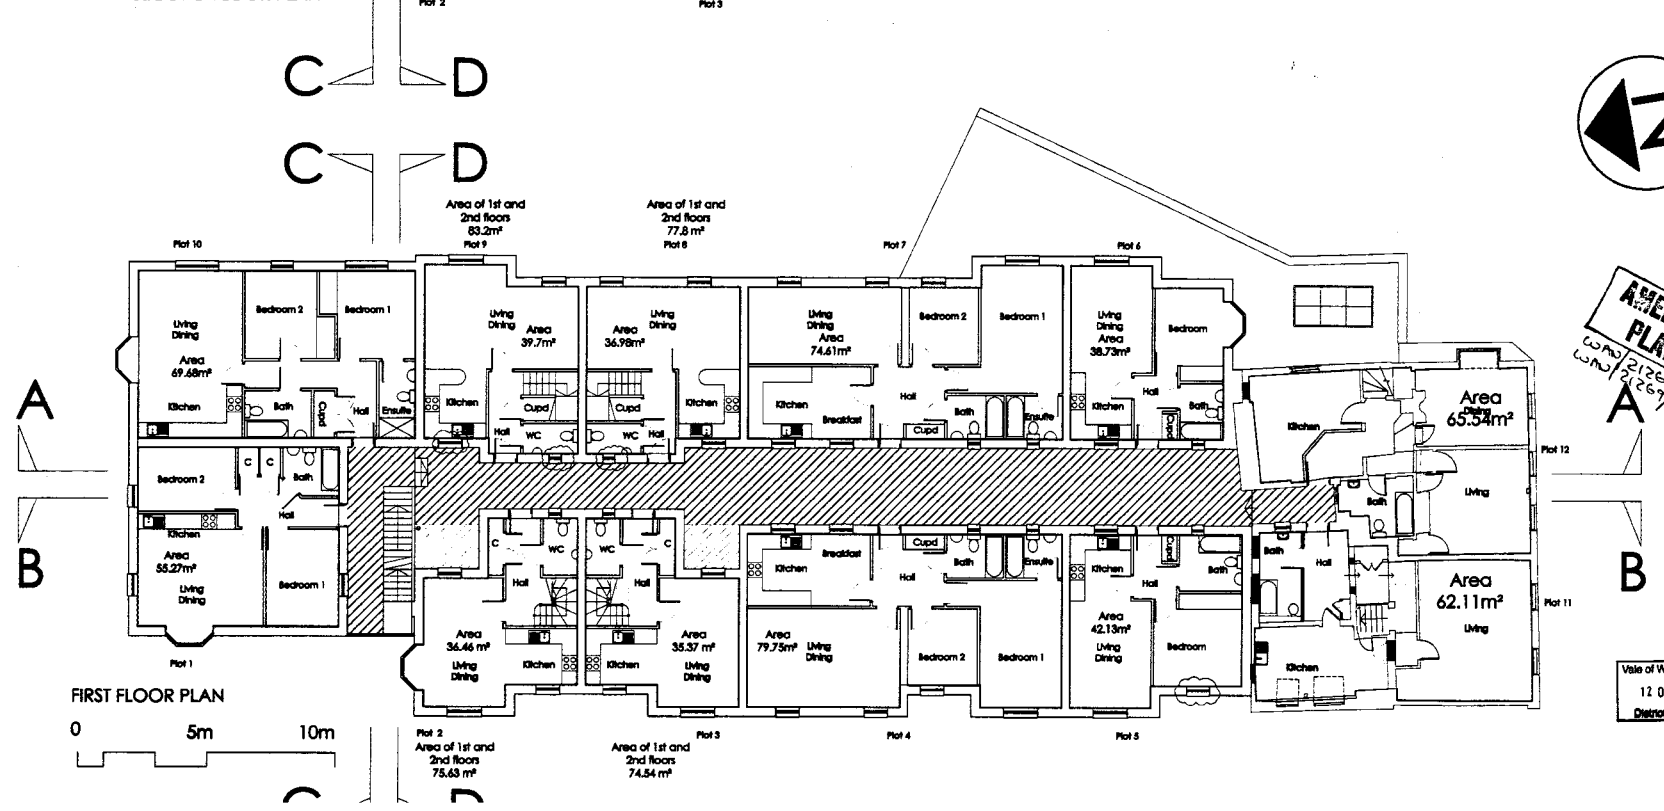 Plot 2
Plot 3
C
D
C
D
Area of 1st and
2nd floors
83.2m²
Plot 9
Area of 1st and
2nd floors
77.8 m²
Plot 8
Plot 10
Plot 7
Plot 6
Bedroom 2
Bedroom 1
Living
Dining
Area
69.68m²
Kitchen
Bath
Cupd
Hall
Ensuite
Living
Dining
Area
39.7m²
Kitchen
Cupd
Hall
WC
Living
Dining
Area
36.98m²
Cupd
Kitchen
WC
Hall
Living
Dining
Area
74.61m²
Bedroom 2
Bedroom 1
Kitchen
Breakfast
Hall
Cupd
Bath
Ensuite
Living
Dining
Area
38.73m²
Bedroom
Kitchen
Hall
Cupd
Bath
Kitchen
Area
Dining
65.54m²
Plot 12
Living
Bath
A
A
B
B
Bedroom 2
C
C
Bath
Hall
Kitchen
Area
55.27m²
Living
Dining
Bedroom 1
Plot 1
C
WC
Hall
Area
36.46 m²
Living
Dining
Kitchen
WC
C
Hall
Area
35.37 m²
Living
Dining
Kitchen
Breakfast
Cupd
Kitchen
Hall
Bath
Ensuite
Area
79.75m²
Living
Dining
Bedroom 2
Bedroom 1
Kitchen
Cupd
Hall
Bath
Area
42.13m²
Living
Dining
Bedroom
Bath
Hall
Kitchen
Area
62.11m²
Living
Plot 11
Plot 2
Area of 1st and
2nd floors
75.63 m²
Area of 1st and
2nd floors
74.54 m²
Plot 3
Plot 4
Plot 5
FIRST FLOOR PLAN
0 5m 10m
Vale of W
12 0
C
D